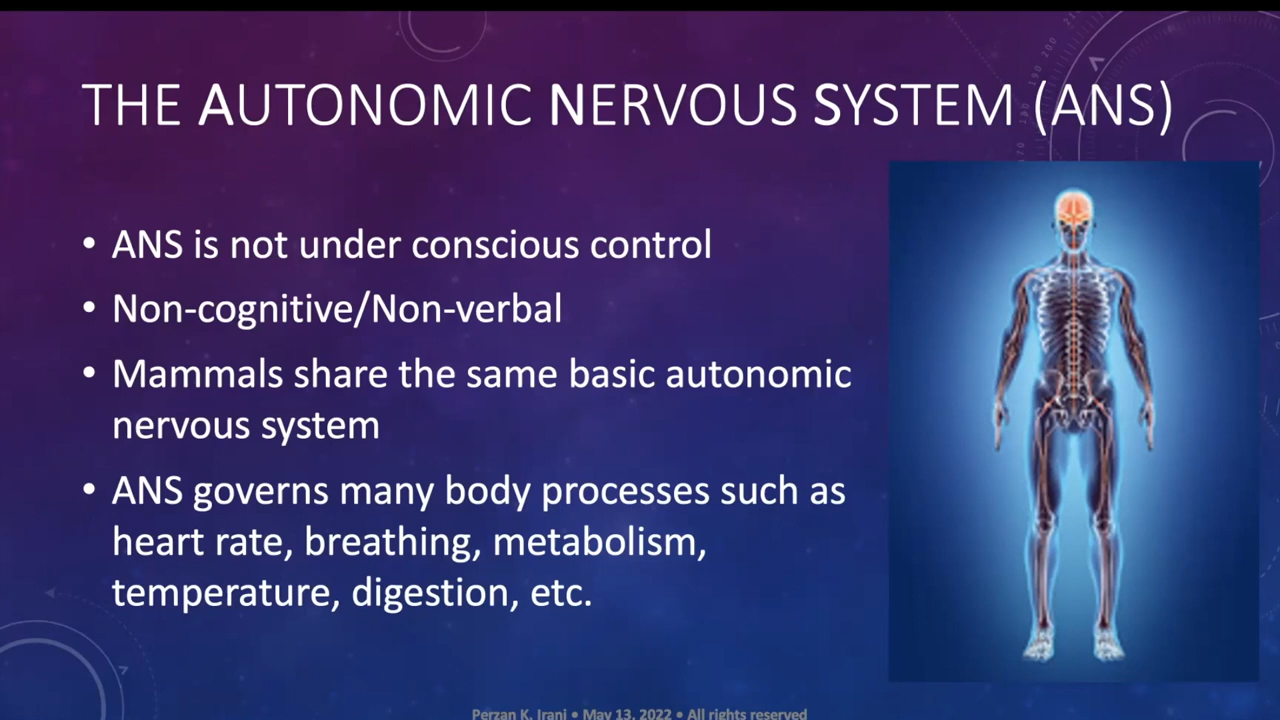 THE AUTONOMIC NERVOUS SYSTEM (ANS)
• ANS is not under conscious control
• Non-cognitive/Non-verbal
• Mammals share the same basic autonomic
nervous system
• ANS governs many body processes such as
heart rate, breathing, metabolism,
temperature, digestion, etc.
Perzan K. Irani • May 13, 2022 • All rights reserved